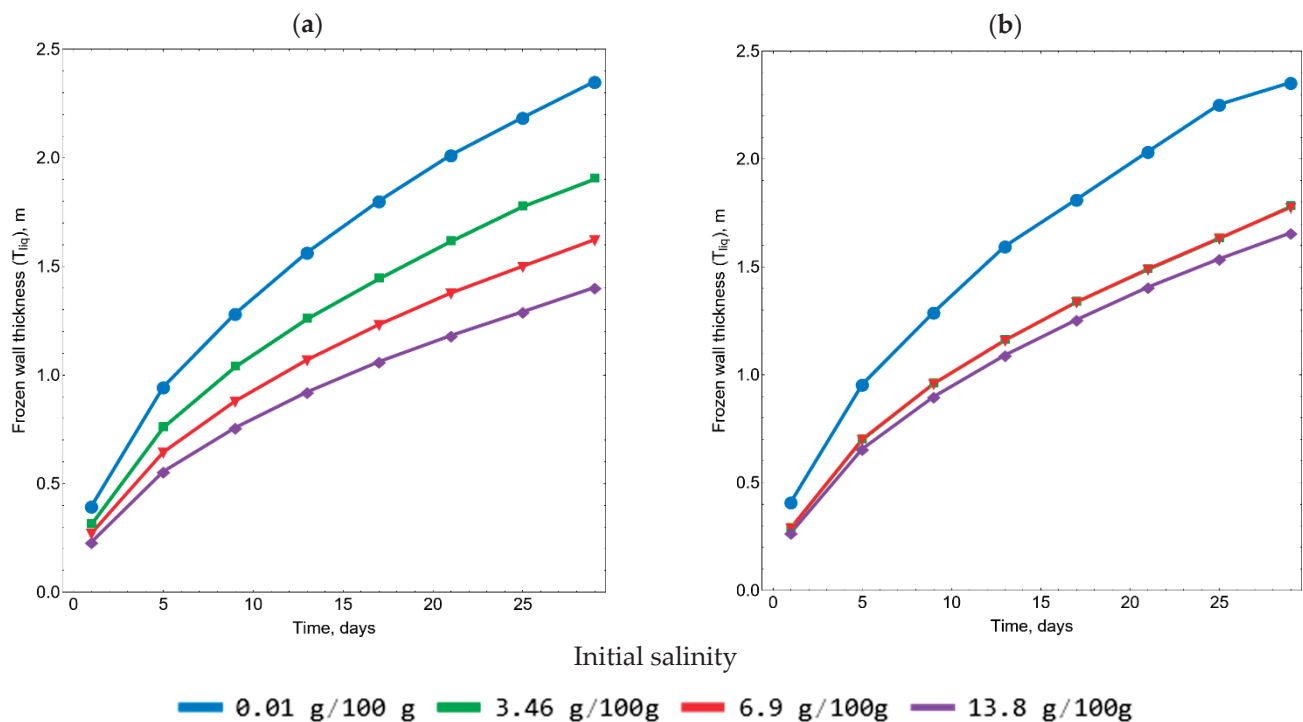 (a)
2.5
2.0
1.5
1.0
0.5
0.0
Frozen wall thickness (Tliq), m
0 5 10 15 20 25
Time, days
(b)
2.5
2.0
1.5
1.0
0.5
0.0
Frozen wall thickness (Tliq), m
0 5 10 15 20 25
Time, days
Initial salinity
0.01 g/100 g 3.46 g/100g 6.9 g/100g 13.8 g/100g